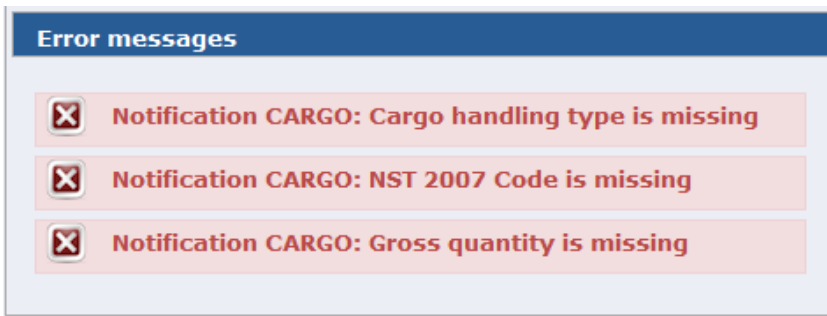 Error messages
Notification CARGO: Cargo handling type is missing
Notification CARGO: NST 2007 Code is missing
Notification CARGO: Gross quantity is missing